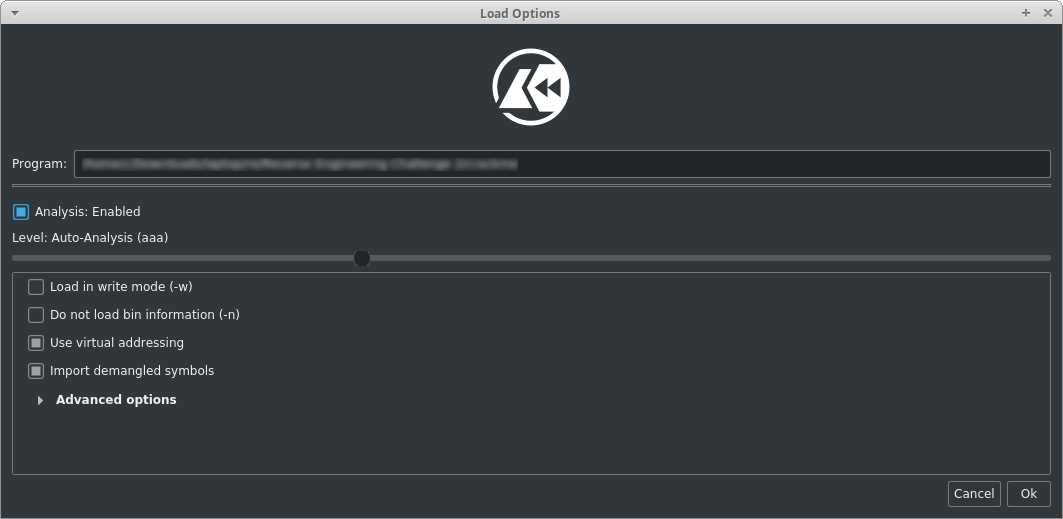 Load Options
Program:
Analysis: Enabled
Level: Auto-Analysis (aaa)
Load in write mode (-w)
Do not load bin information (-n)
Use virtual addressing
Import demangled symbols
Advanced options
Cancel Ok